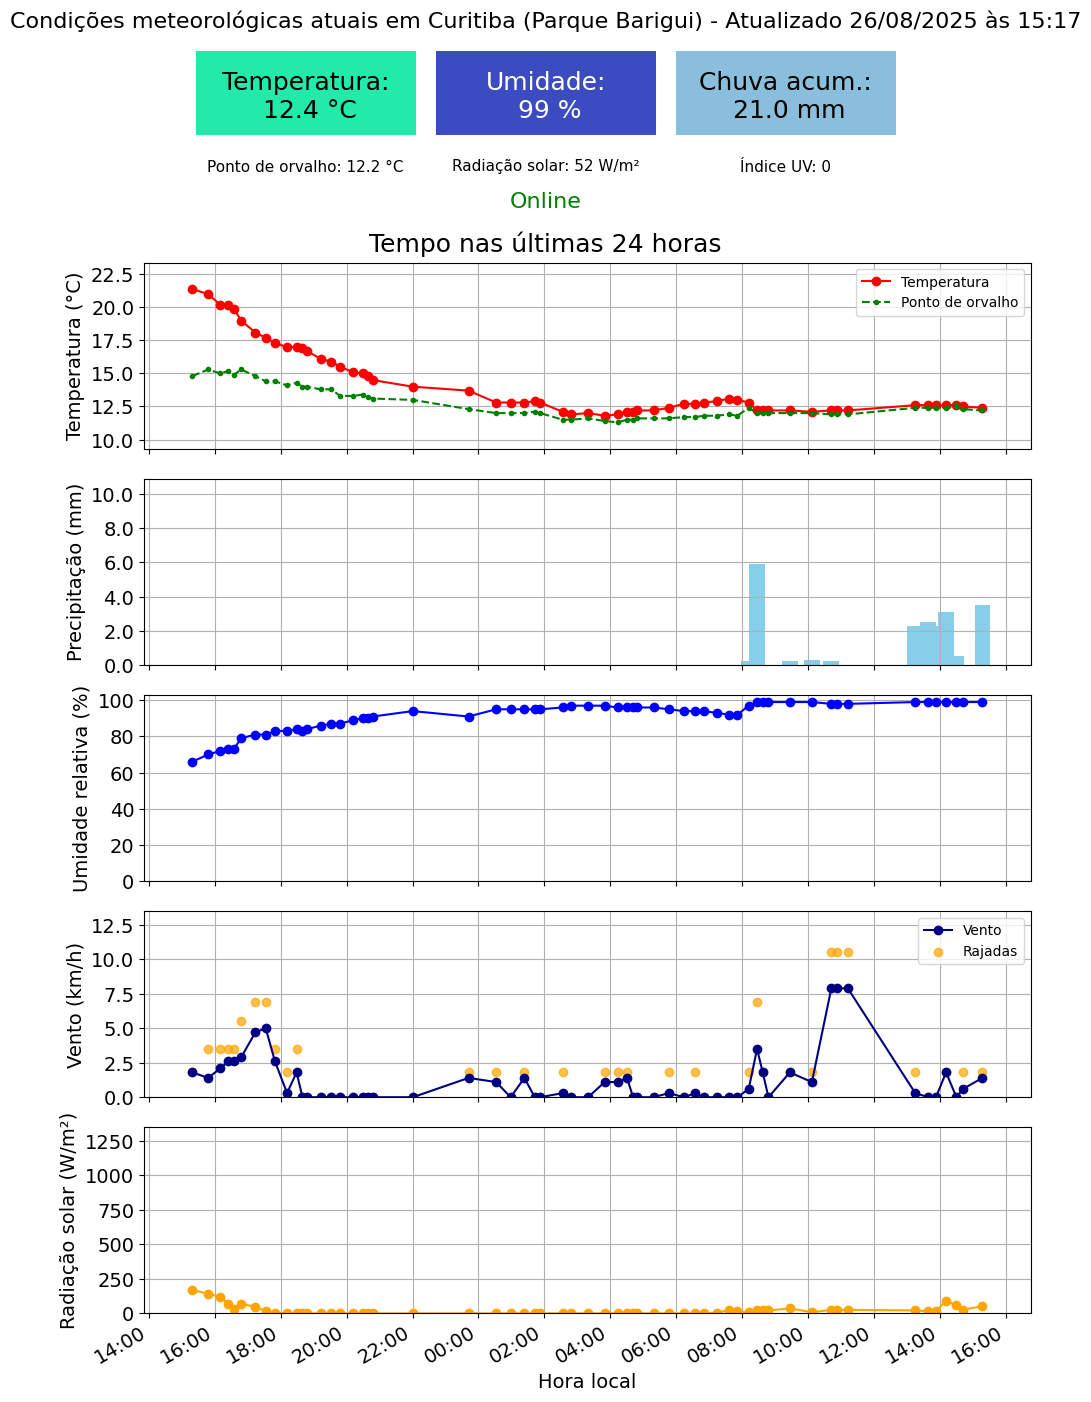 Condições meteorológicas atuais em Curitiba (Parque Barigui) - Atualizado 26/08/2025 às 15:17
Temperatura:
12.4 °C
Umidade:
99 %
Chuva acum.:
21.0 mm
Ponto de orvalho: 12.2 °C
Radiação solar: 52 W/m²
Índice UV: 0
Online
Tempo nas últimas 24 horas
Temperatura (°C)
22.5
20.0
17.5
15.0
12.5
10.0
Temperatura
Ponto de orvalho
Precipitação (mm)
10.0
8.0
6.0
4.0
2.0
0.0
Umidade relativa (%)
100
80
60
40
20
0
Vento (km/h)
12.5
10.0
7.5
5.0
2.5
0.0
Vento
Rajadas
Radiação solar (W/m²)
1250
1000
750
500
250
0
14:00
16:00
18:00
20:00
22:00
00:00
02:00
04:00
06:00
08:00
10:00
12:00
14:00
16:00
Hora local